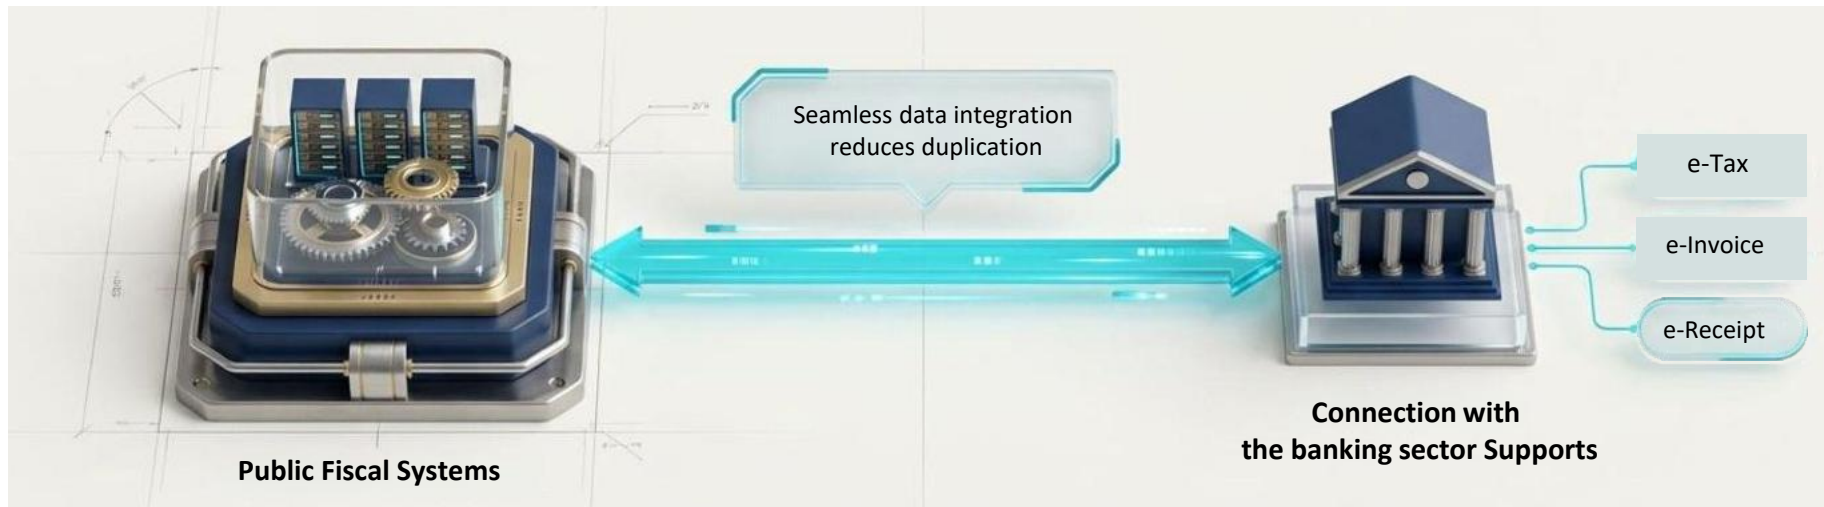 Seamless data integration
reduces duplication
e-Tax
e-Invoice
e-Receipt
Connection with
the banking sector Supports
Public Fiscal Systems